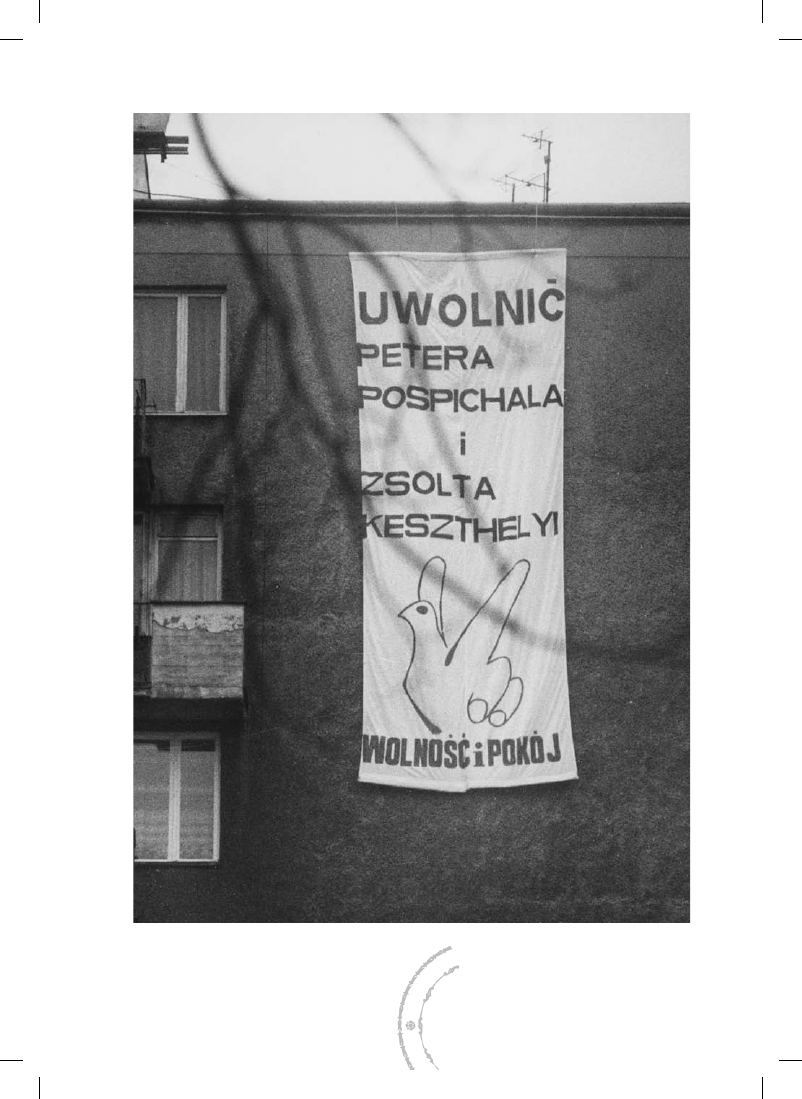 UWOLNIĆ
PETERA
POSPICHALA
i
ZSOLTA
KESZTHELYI
WOLNOŚĆ i POKÓJ